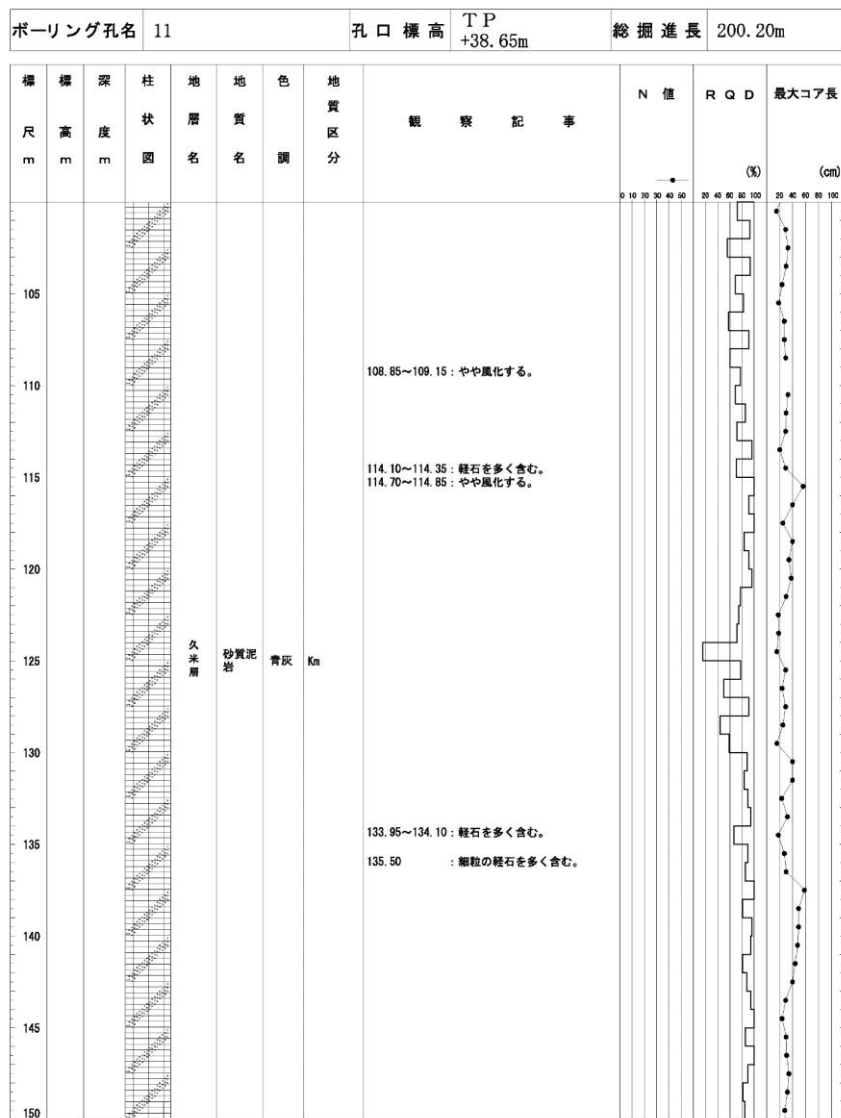 ボーリング孔名 11 孔口標高 TP +38.65m 総掘進長 200.20m
標尺m 標高m 深度m 柱状図 地層名 地質名 色調 地質区分 観察記事 N値 RQD (%) 最大コア長 (cm)
0 10 20 30 40 50 20 40 60 80 100 20 40 60 80 100
105
108.85～109.15：やや風化する。
110
114.10～114.35：軽石を多く含む。
115
114.70～114.85：やや風化する。
120
久米層 砂質泥岩 青灰 Km
125
130
133.95～134.10：軽石を多く含む。
135
135.50 ：細粒の軽石を多く含む。
140
145
150